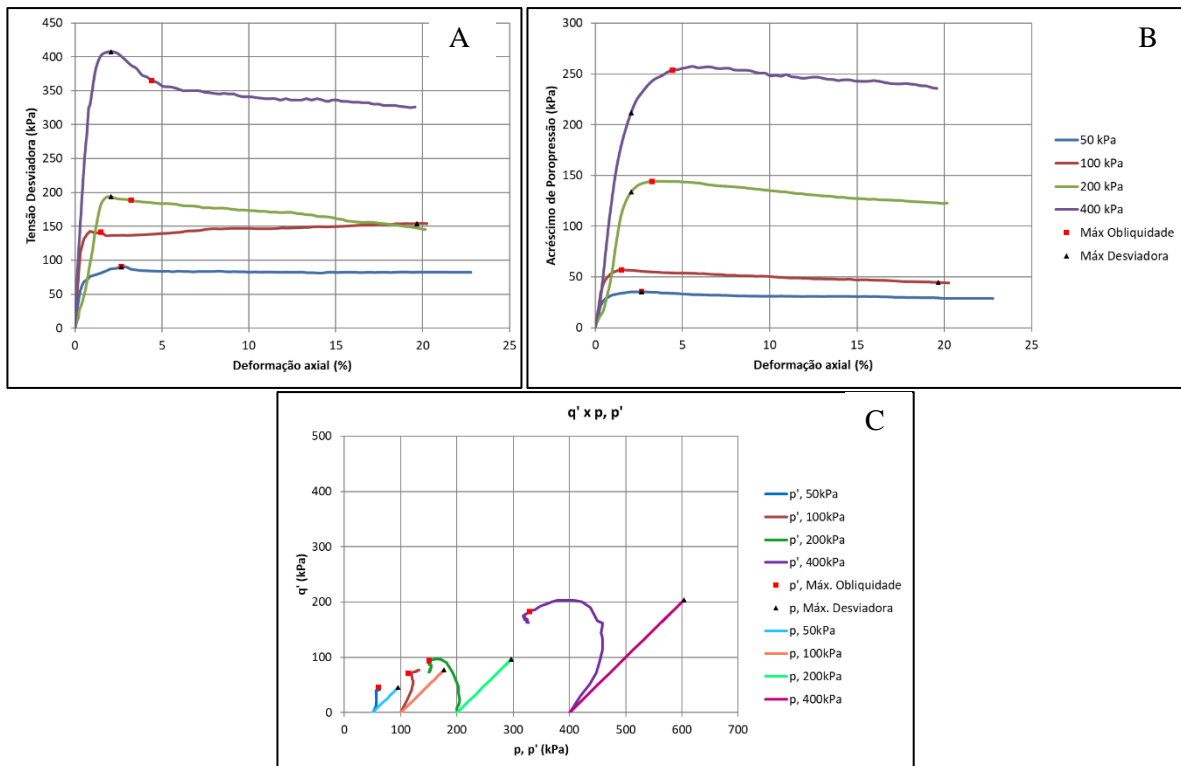 A
450
400
350
300
250
200
150
100
50
0
Tensão Desviadora (kPa)
0 5 10 15 20 25
Deformação axial (%)
B
300
250
200
150
100
50
0
Acréscimo de Poropressão (kPa)
0 5 10 15 20 25
Deformação axial (%)
50 kPa
100 kPa
200 kPa
400 kPa
Máx Obliquidade
Máx Desviadora
q' x p, p'
C
500
400
300
200
100
0
q' (kPa)
0 100 200 300 400 500 600 700
p, p' (kPa)
p', 50kPa
p', 100kPa
p', 200kPa
p', 400kPa
p', Máx. Obliquidade
p, Máx. Desviadora
p, 50kPa
p, 100kPa
p, 200kPa
p, 400kPa